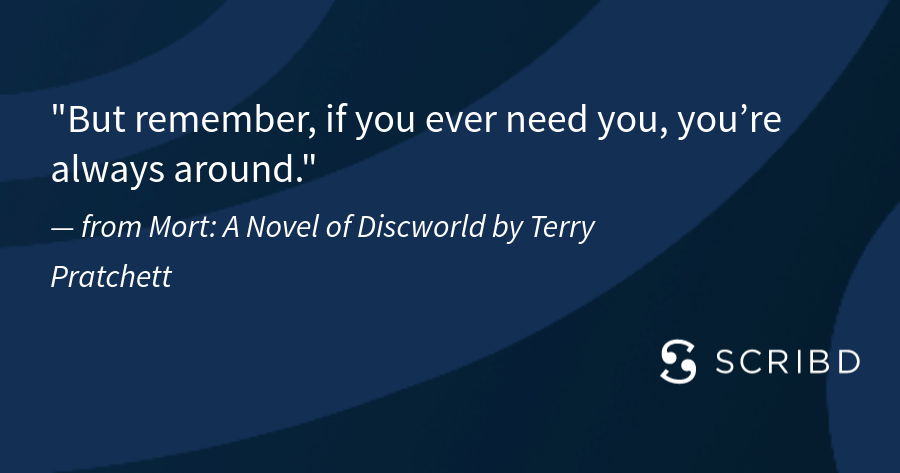 "But remember, if you ever need you, you’re
always around."
— from Mort: A Novel of Discworld by Terry
Pratchett
SCRIBD